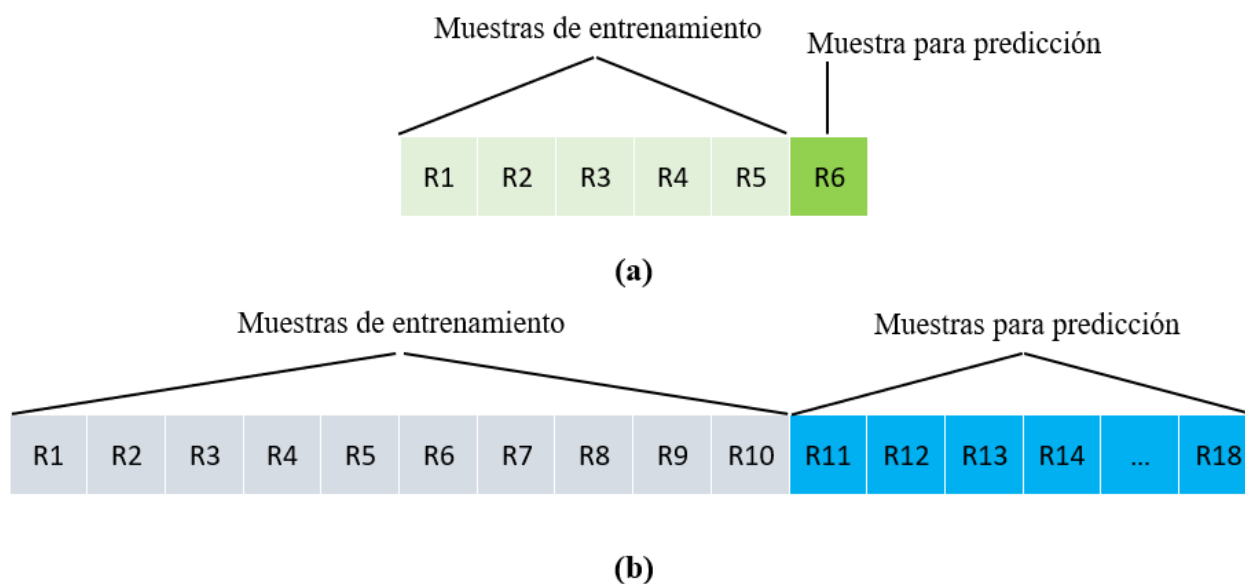 Muestras de entrenamiento
Muestra para predicción
R1 R2 R3 R4 R5 R6
(a)
Muestras de entrenamiento
Muestras para predicción
R1 R2 R3 R4 R5 R6 R7 R8 R9 R10 R11 R12 R13 R14 ... R18
(b)